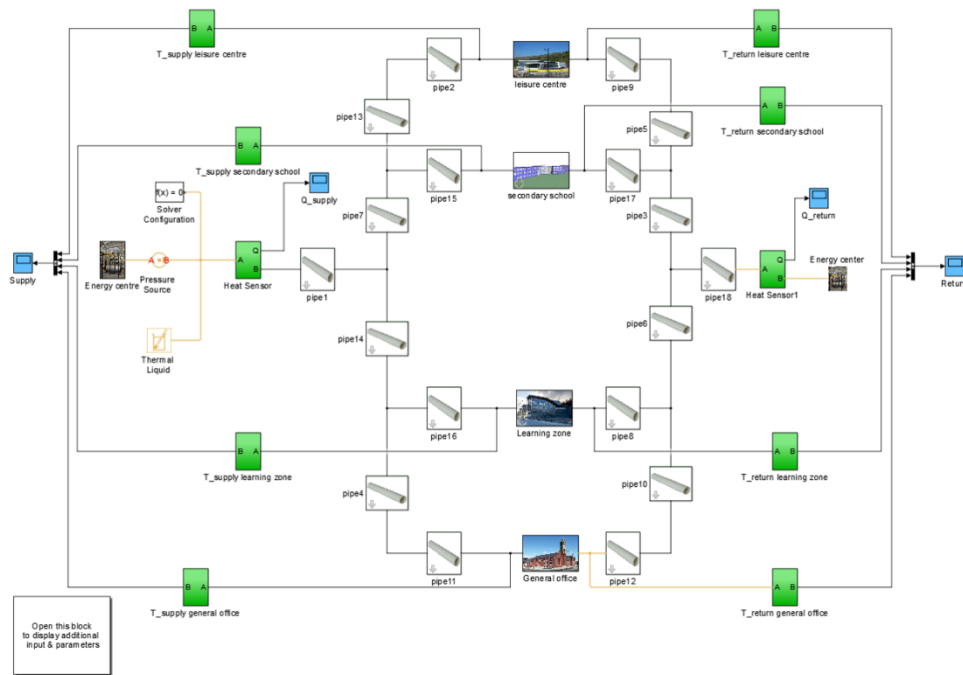 B A
T_supply leisure centre
pipe2
leisure centre
pipe9
A B
T_return leisure centre
pipe13
pipe5
A B
T_return secondary school
B A
T_supply secondary school
pipe15
secondary school
pipe17
f(x) = 0
Solver
Configuration
Q_supply
pipe7
pipe3
Q_return
Supply
Energy centre
A B
Pressure
Source
A
Q
B
Heat Sensor
pipe1
pipe18
A
Q
B
Heat Sensor1
Energy center
Return
Thermal
Liquid
pipe14
pipe6
pipe16
Learning zone
pipe8
B A
T_supply learning zone
A B
T_return learning zone
pipe4
pipe10
pipe11
General office
pipe12
B A
T_supply general office
A B
T_return general office
Open this block
to display additional
input & parameters